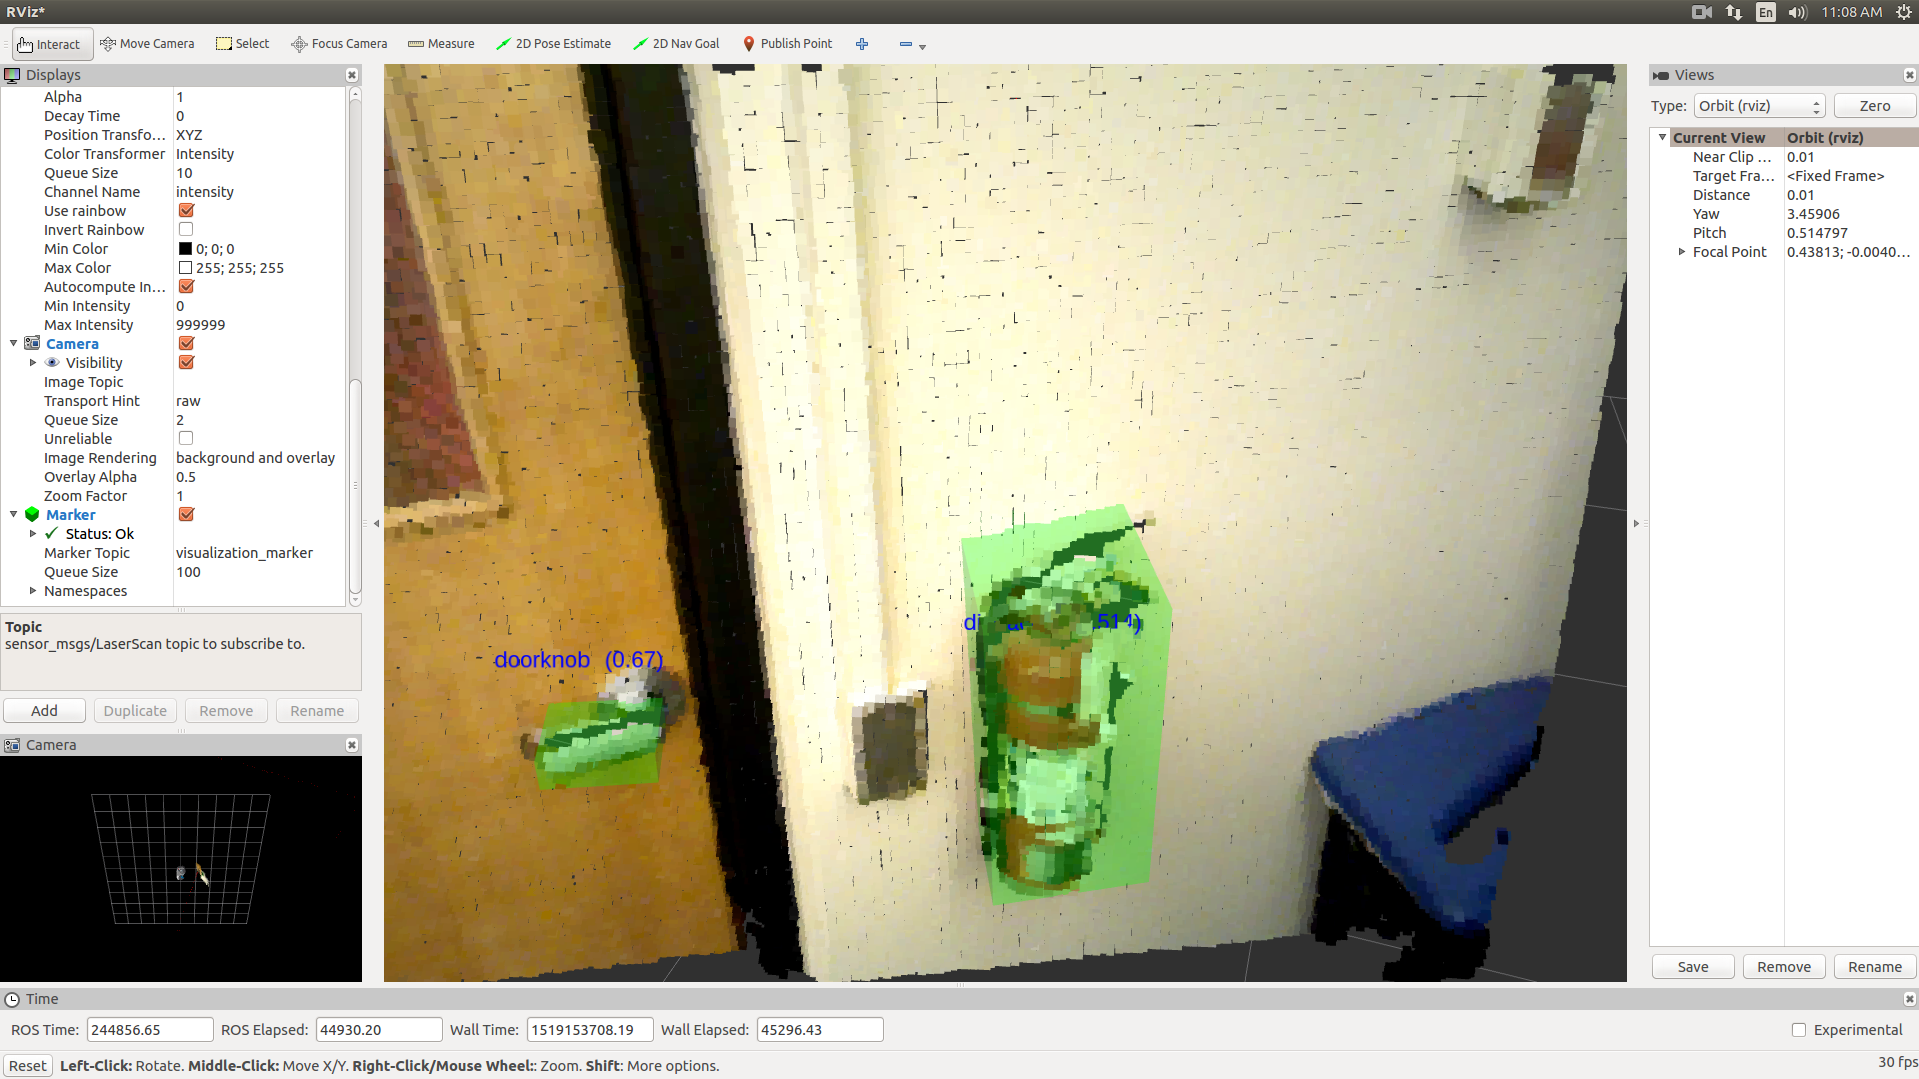 RViz*
En
11:08 AM
Interact
Move Camera
Select
Focus Camera
Measure
2D Pose Estimate
2D Nav Goal
Publish Point
Displays
Alpha 1
Decay Time 0
Position Transfo... XYZ
Color Transformer Intensity
Queue Size 10
Channel Name intensity
Use rainbow
Invert Rainbow
Min Color 0; 0; 0
Max Color 255; 255; 255
Autocompute In...
Min Intensity 0
Max Intensity 999999
Camera
Visibility
Image Topic
Transport Hint raw
Queue Size 2
Unreliable
Image Rendering background and overlay
Overlay Alpha 0.5
Zoom Factor 1
Marker
Status: Ok
Marker Topic visualization_marker
Queue Size 100
Namespaces
Topic
sensor_msgs/LaserScan topic to subscribe to.
Add Duplicate Remove Rename
Camera
doorknob (0.67)
Views
Type: Orbit (rviz) Zero
Current View Orbit (rviz)
Near Clip ... 0.01
Target Fra... <Fixed Frame>
Distance 0.01
Yaw 3.45906
Pitch 0.514797
Focal Point 0.43813; -0.0040...
Save Remove Rename
Time
ROS Time: 244856.65 ROS Elapsed: 44930.20 Wall Time: 1519153708.19 Wall Elapsed: 45296.43 Experimental
Reset Left-Click: Rotate. Middle-Click: Move X/Y. Right-Click/Mouse Wheel:: Zoom. Shift: More options. 30 fps